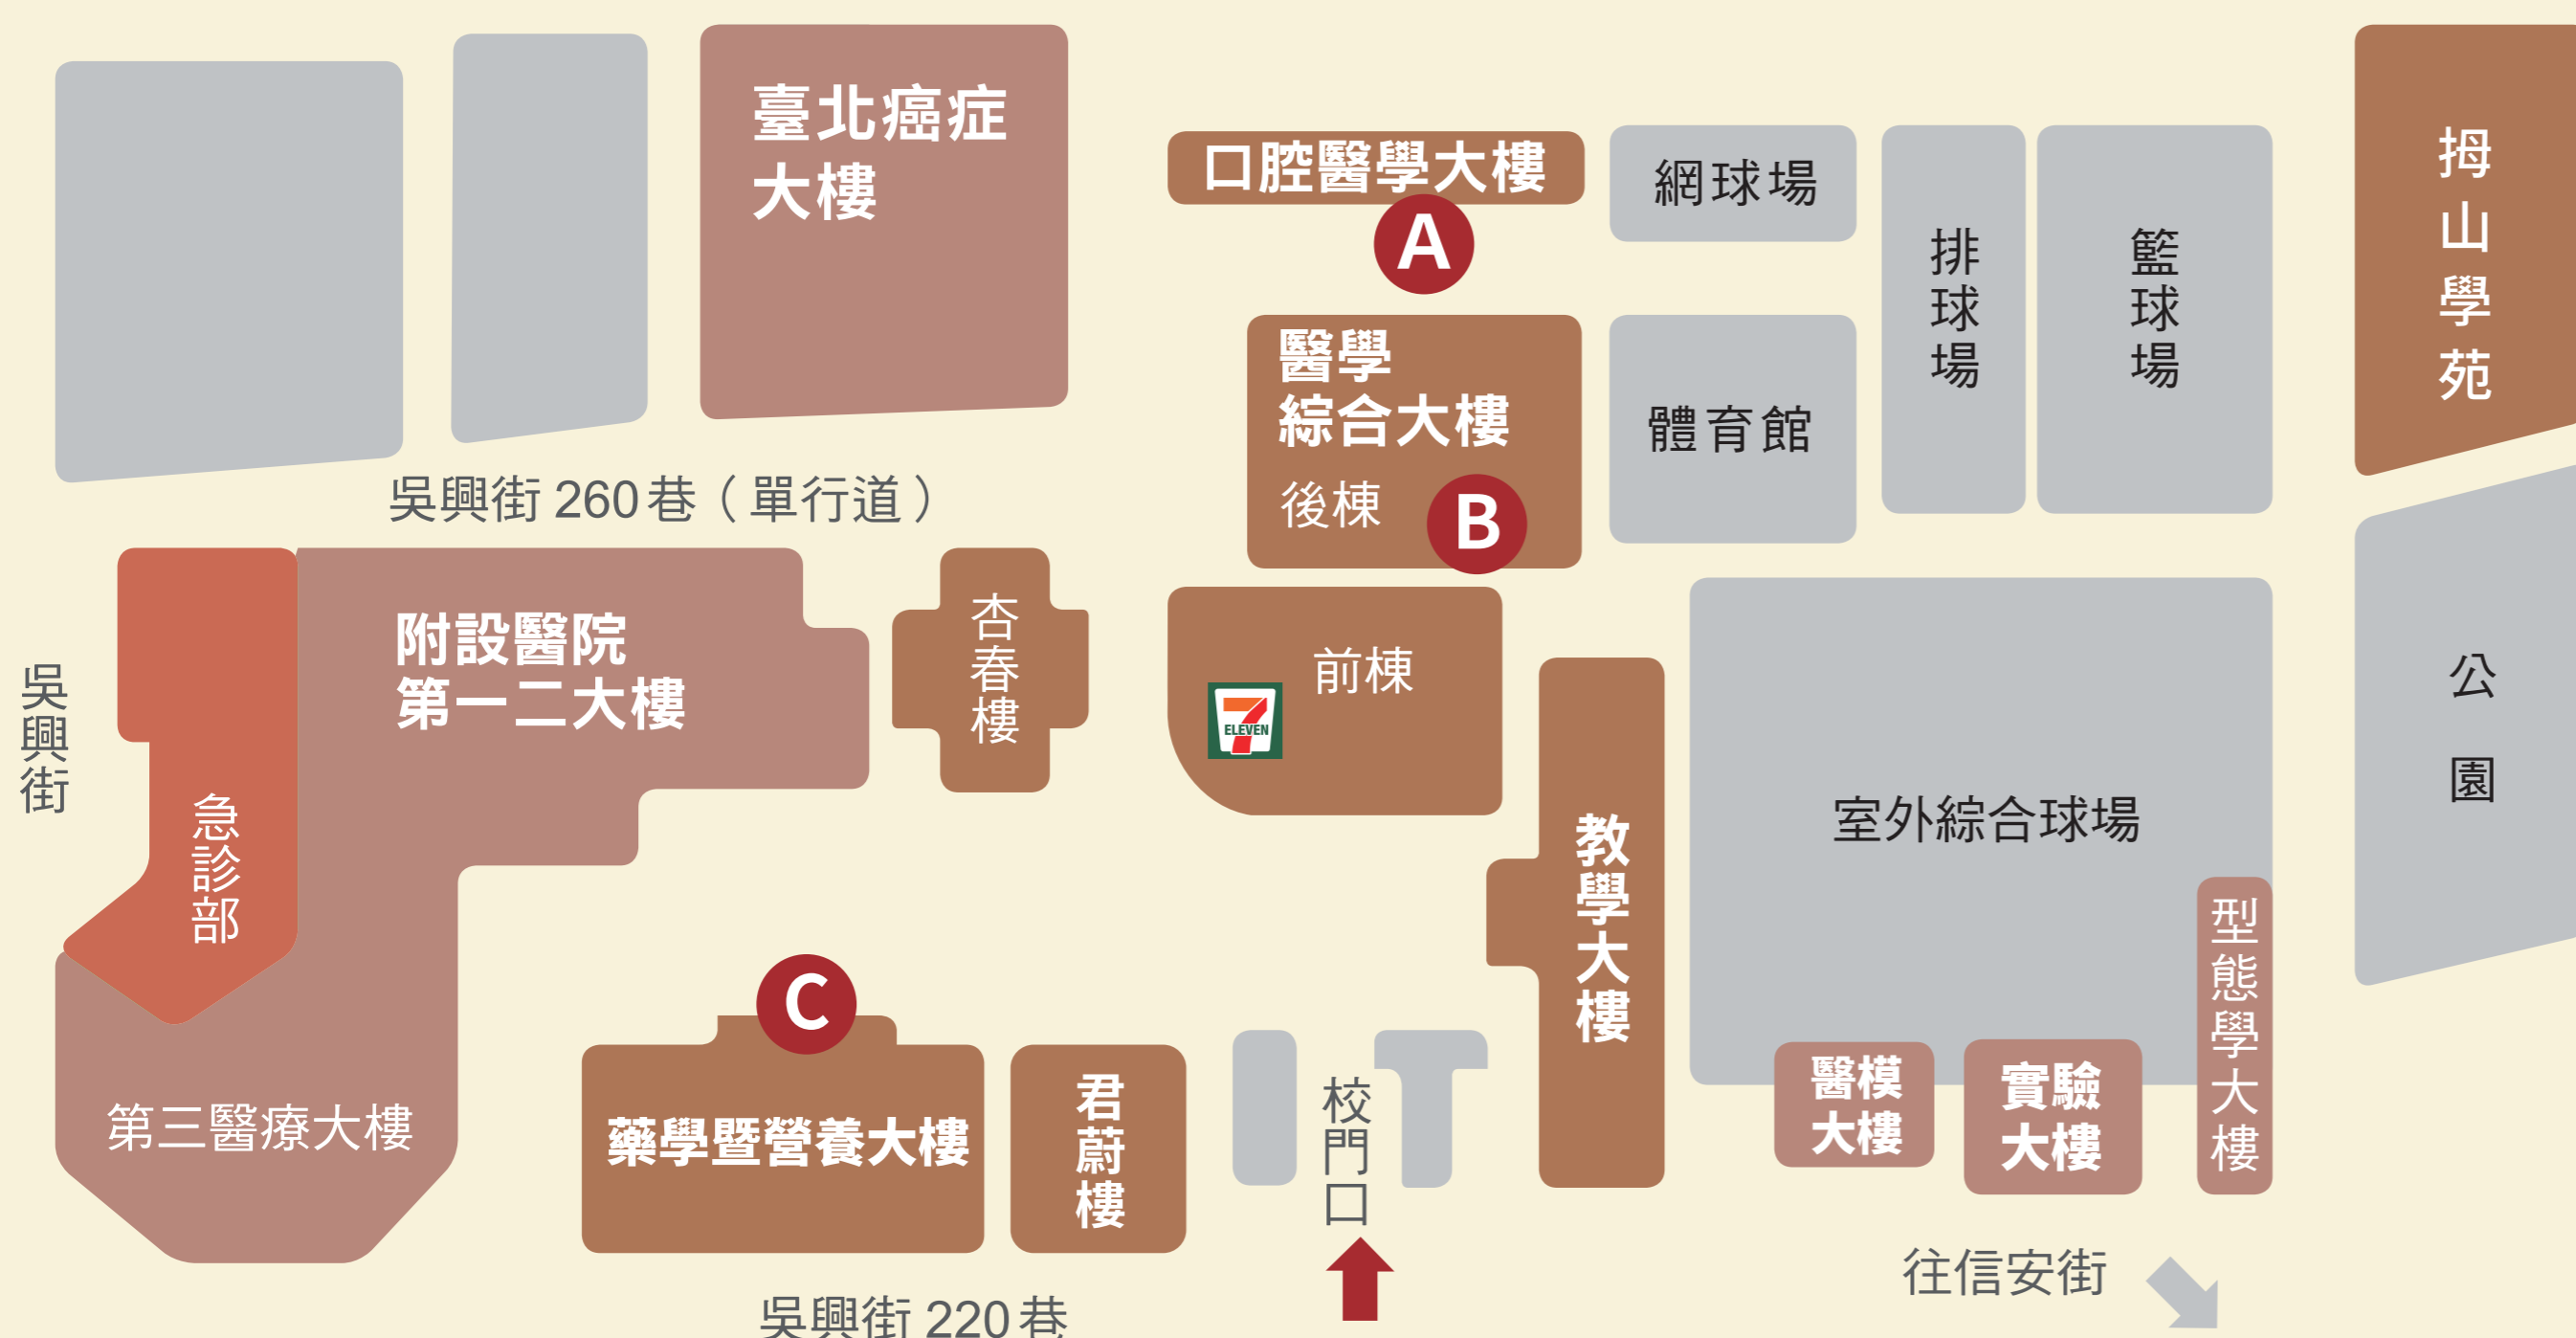 臺北癌症
大樓
口腔醫學大樓
A
網球場
排球場
籃球場
拇山學苑
醫學
綜合大樓
後棟
B
體育館
吳興街 260 巷（單行道）
附設醫院
第一二大樓
杏春樓
前棟
7
ELEVEN
吳興街
急診部
教學大樓
室外綜合球場
公園
型態學大樓
第三醫療大樓
C
藥學暨營養大樓
君蔚樓
校門口
醫模
大樓
實驗
大樓
往信安街
吳興街 220 巷